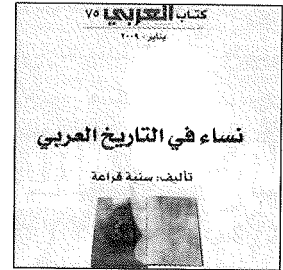 كتاب العربي ٧٥
يناير ٢٠٠٩
نساء في التاريخ العربي
تأليف: سنية قراعة